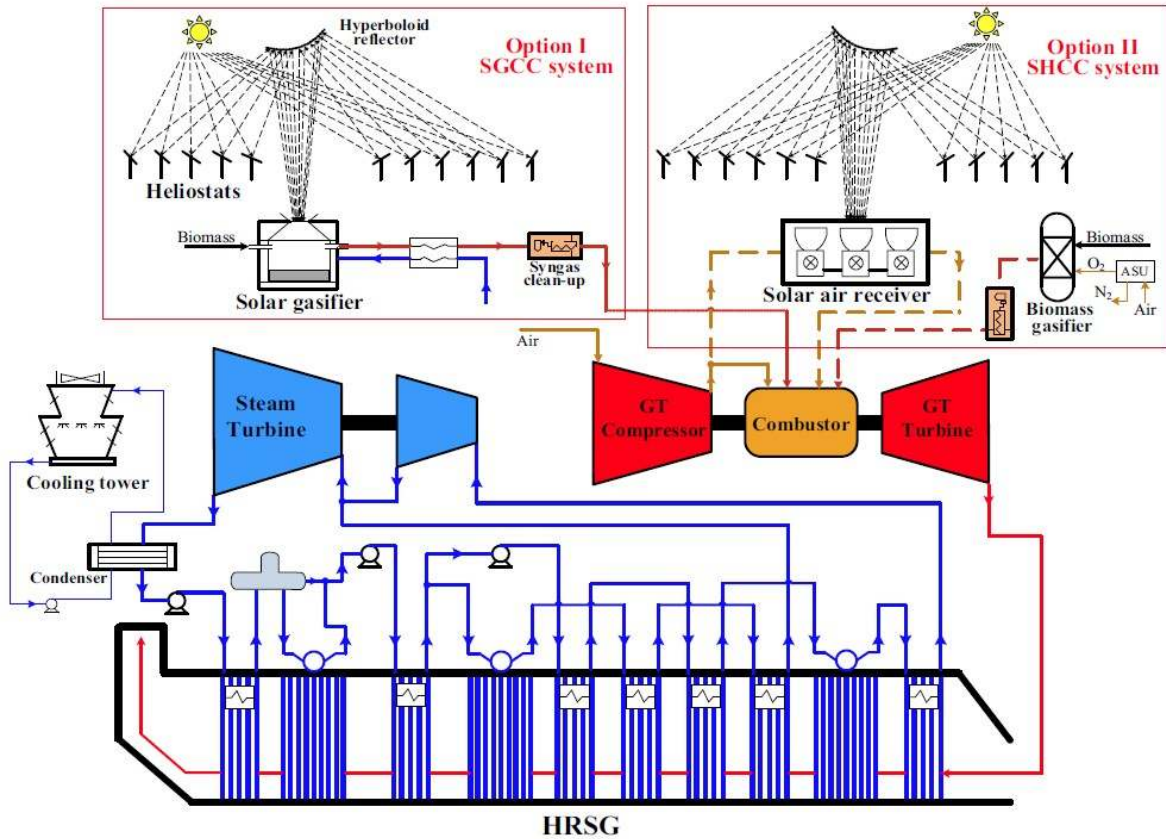 Hyperboloid
reflector
Option I
SGCC system
Heliostats
Biomass
Solar gasifier
Syngas
clean-up
Option II
SHCC system
Solar air receiver
Biomass
O2
ASU
N2
Air
Biomass
gasifier
Air
Steam
Turbine
GT
Compressor
Combustor
GT
Turbine
Cooling tower
Condenser
HRSG